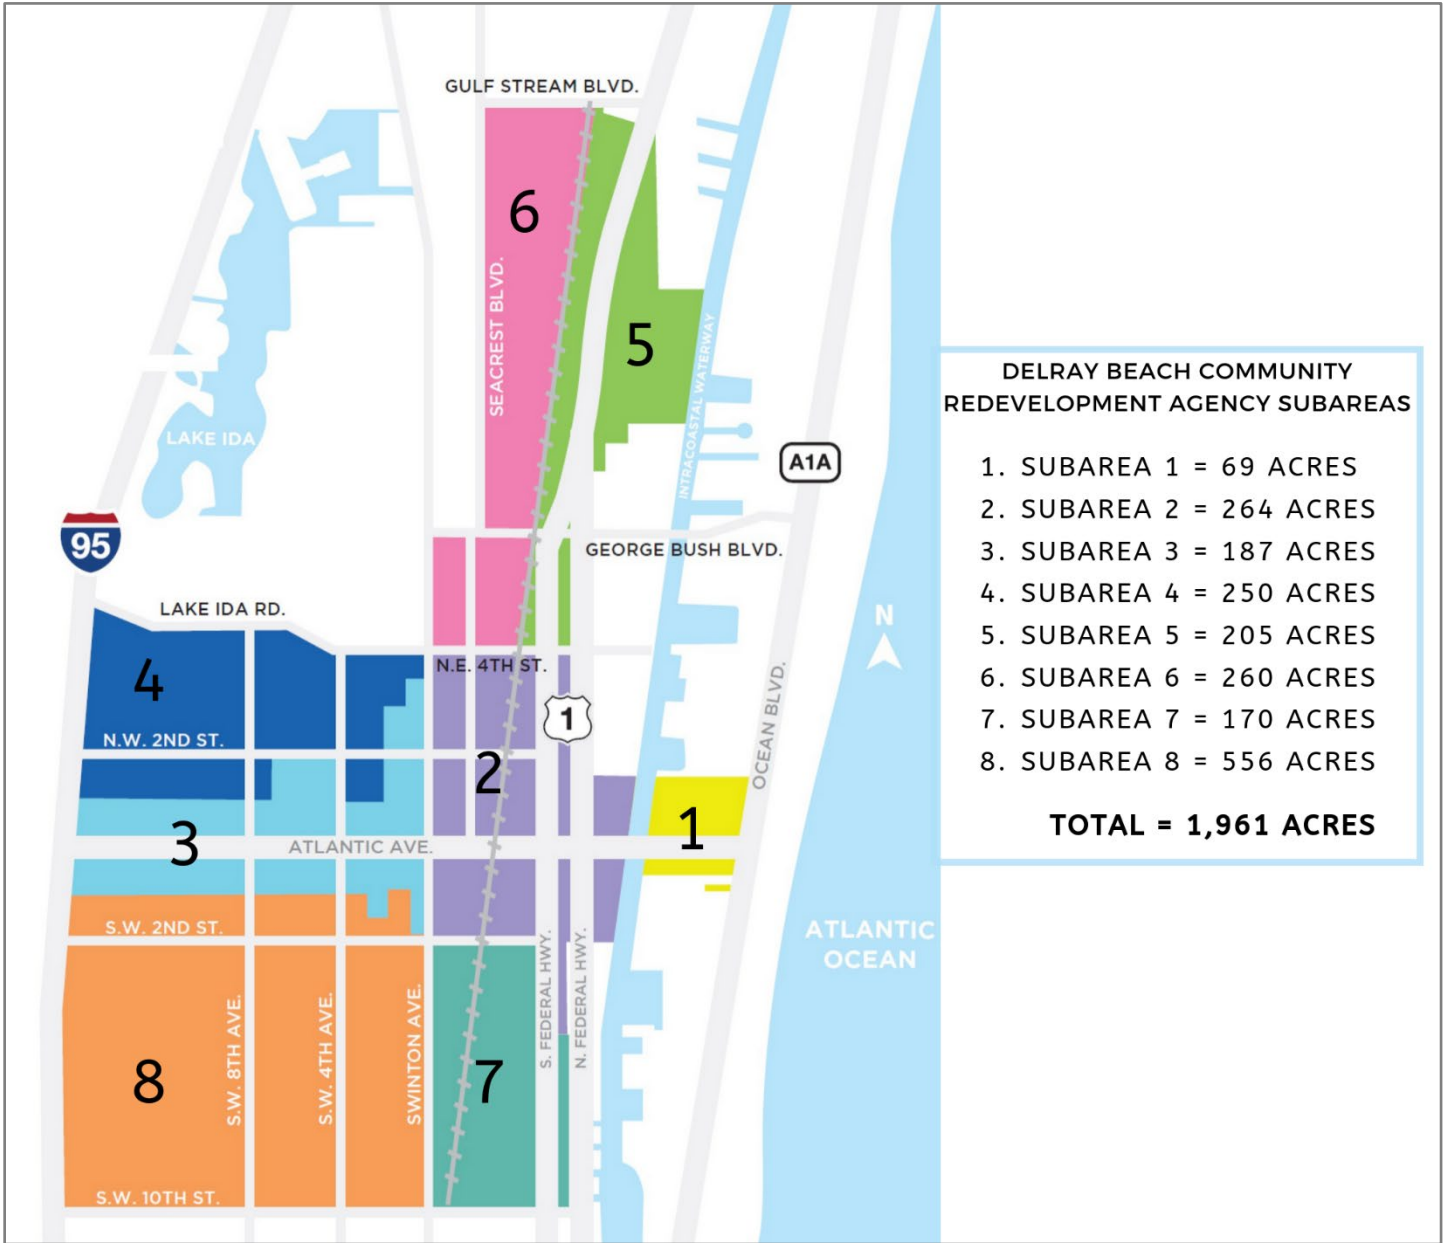 GULF STREAM BLVD.
6
SEACREST BLVD.
5
INTRACOASTAL WATERWAY
LAKE IDA
A1A
95
GEORGE BUSH BLVD.
LAKE IDA RD.
N
4
N.E. 4TH ST.
1
OCEAN BLVD.
N.W. 2ND ST.
2
3
ATLANTIC AVE.
1
S.W. 2ND ST.
ATLANTIC
OCEAN
S. FEDERAL HWY.
N. FEDERAL HWY.
S.W. 8TH AVE.
S.W. 4TH AVE.
SWINTON AVE.
8
7
S.W. 10TH ST.
DELRAY BEACH COMMUNITY
REDEVELOPMENT AGENCY SUBAREAS
1. SUBAREA 1 = 69 ACRES
2. SUBAREA 2 = 264 ACRES
3. SUBAREA 3 = 187 ACRES
4. SUBAREA 4 = 250 ACRES
5. SUBAREA 5 = 205 ACRES
6. SUBAREA 6 = 260 ACRES
7. SUBAREA 7 = 170 ACRES
8. SUBAREA 8 = 556 ACRES
TOTAL = 1,961 ACRES